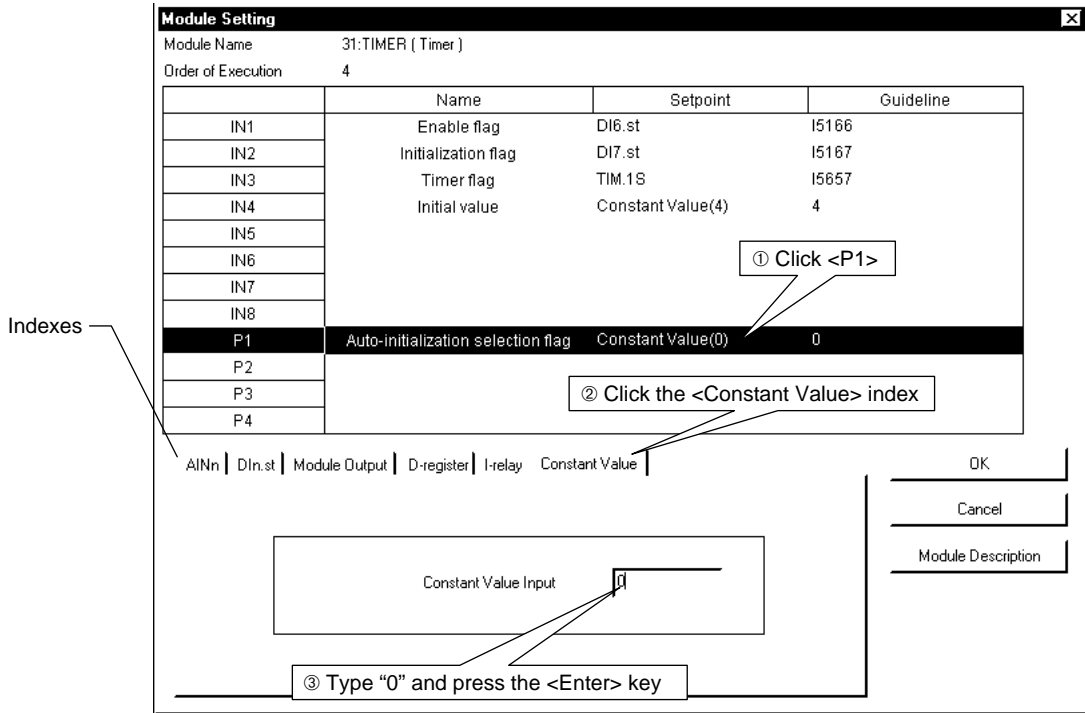 Module Setting
Module Name 31:TIMER ( Timer )
Order of Execution 4
Name Setpoint Guideline
IN1 Enable flag DI6.st I5166
IN2 Initialization flag DI7.st I5167
IN3 Timer flag TIM.1S I5657
IN4 Initial value Constant Value(4) 4
IN5
IN6
① Click <P1>
IN7
IN8
Indexes
P1 Auto-initialization selection flag Constant Value(0) 0
P2
P3
② Click the <Constant Value> index
P4
AINn DIn.st Module Output D-register I-relay Constant Value
OK
Cancel
Module Description
Constant Value Input 0
③ Type “0” and press the <Enter> key